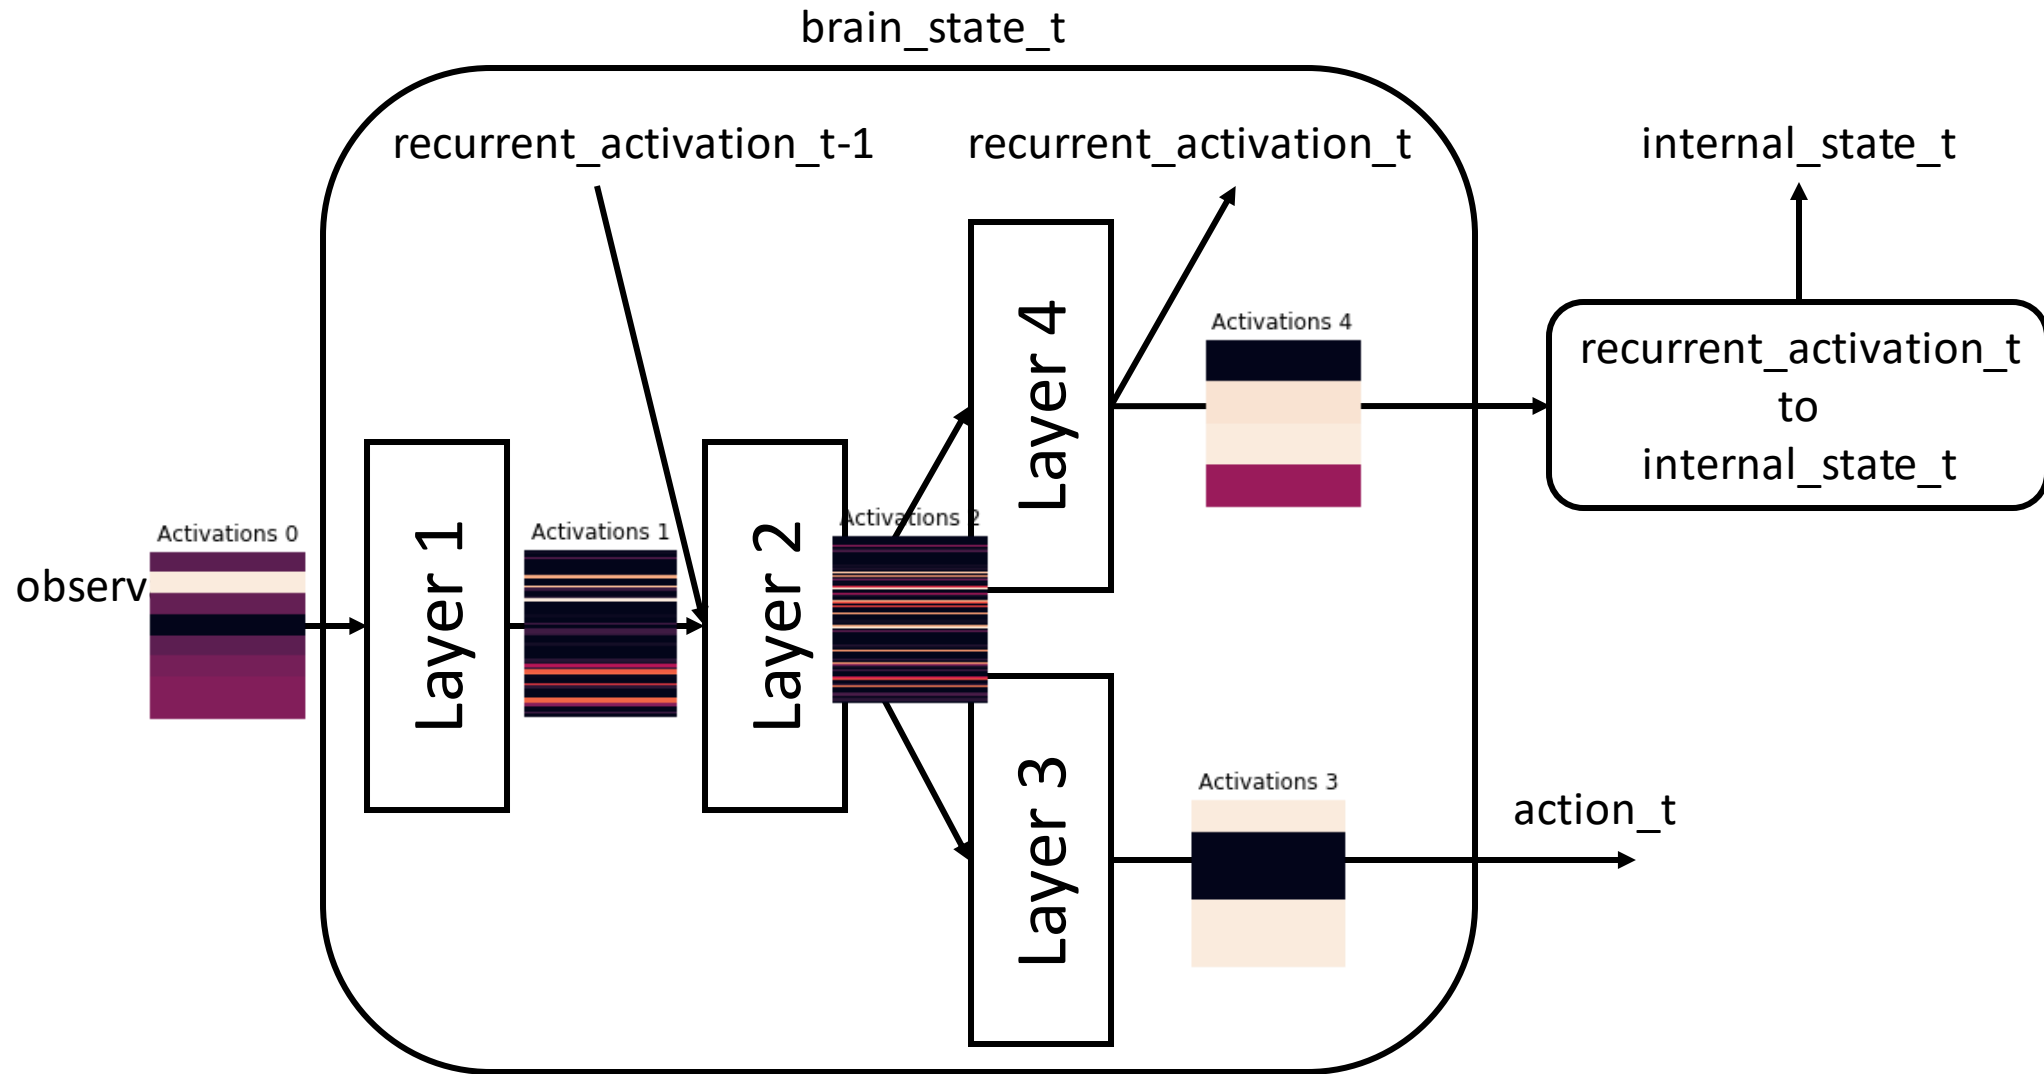 brain_state_t
recurrent_activation_t-1
recurrent_activation_t
internal_state_t
Layer 4
Activations 4
recurrent_activation_t
to
internal_state_t
Activations 0
observ
Layer 1
Activations 1
Layer 2
Activations 2
Layer 3
Activations 3
action_t